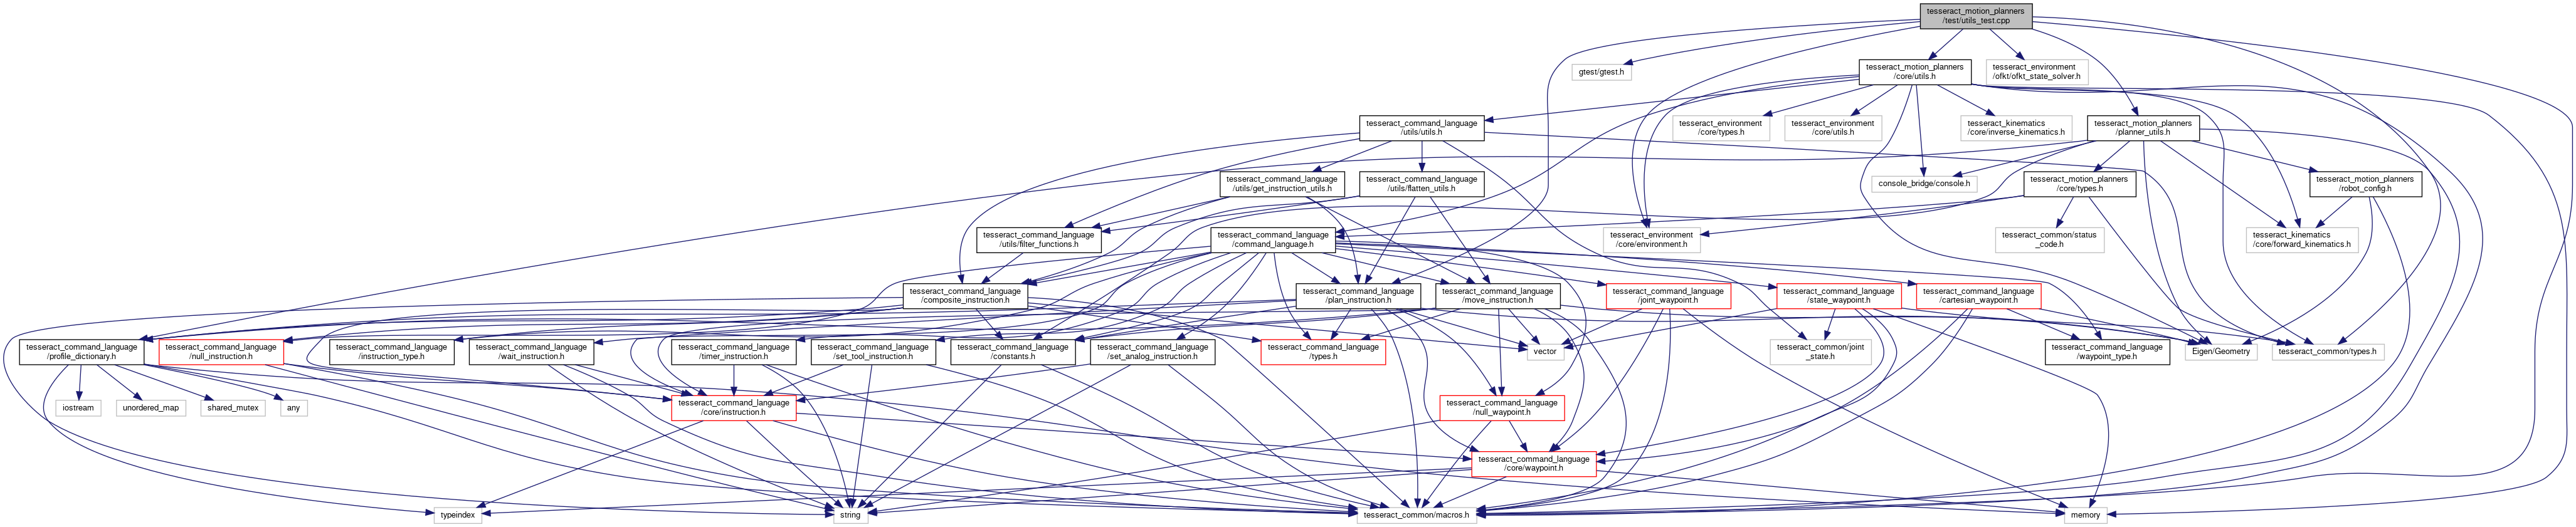 tesseract_motion_planners
/test/utils_test.cpp
gtest/gtest.h
tesseract_motion_planners
/core/utils.h
tesseract_environment
/ofkt/ofkt_state_solver.h
tesseract_command_language
/utils/utils.h
tesseract_environment
/core/types.h
tesseract_environment
/core/utils.h
tesseract_kinematics
/core/inverse_kinematics.h
tesseract_motion_planners
/planner_utils.h
tesseract_command_language
/utils/get_instruction_utils.h
tesseract_command_language
/utils/flatten_utils.h
console_bridge/console.h
tesseract_motion_planners
/core/types.h
tesseract_motion_planners
/robot_config.h
tesseract_command_language
/utils/filter_functions.h
tesseract_command_language
/command_language.h
tesseract_environment
/core/environment.h
tesseract_common/status
_code.h
tesseract_kinematics
/core/forward_kinematics.h
tesseract_command_language
/composite_instruction.h
tesseract_command_language
/plan_instruction.h
tesseract_command_language
/move_instruction.h
tesseract_command_language
/joint_waypoint.h
tesseract_command_language
/state_waypoint.h
tesseract_command_language
/cartesian_waypoint.h
tesseract_command_language
/profile_dictionary.h
tesseract_command_language
/null_instruction.h
tesseract_command_language
/instruction_type.h
tesseract_command_language
/wait_instruction.h
tesseract_command_language
/timer_instruction.h
tesseract_command_language
/set_tool_instruction.h
tesseract_command_language
/constants.h
tesseract_command_language
/set_analog_instruction.h
tesseract_command_language
/types.h
vector
tesseract_common/joint
_state.h
tesseract_command_language
/waypoint_type.h
Eigen/Geometry
tesseract_common/types.h
iostream
unordered_map
shared_mutex
any
tesseract_command_language
/core/instruction.h
tesseract_command_language
/null_waypoint.h
tesseract_command_language
/core/waypoint.h
typeindex
string
tesseract_common/macros.h
memory